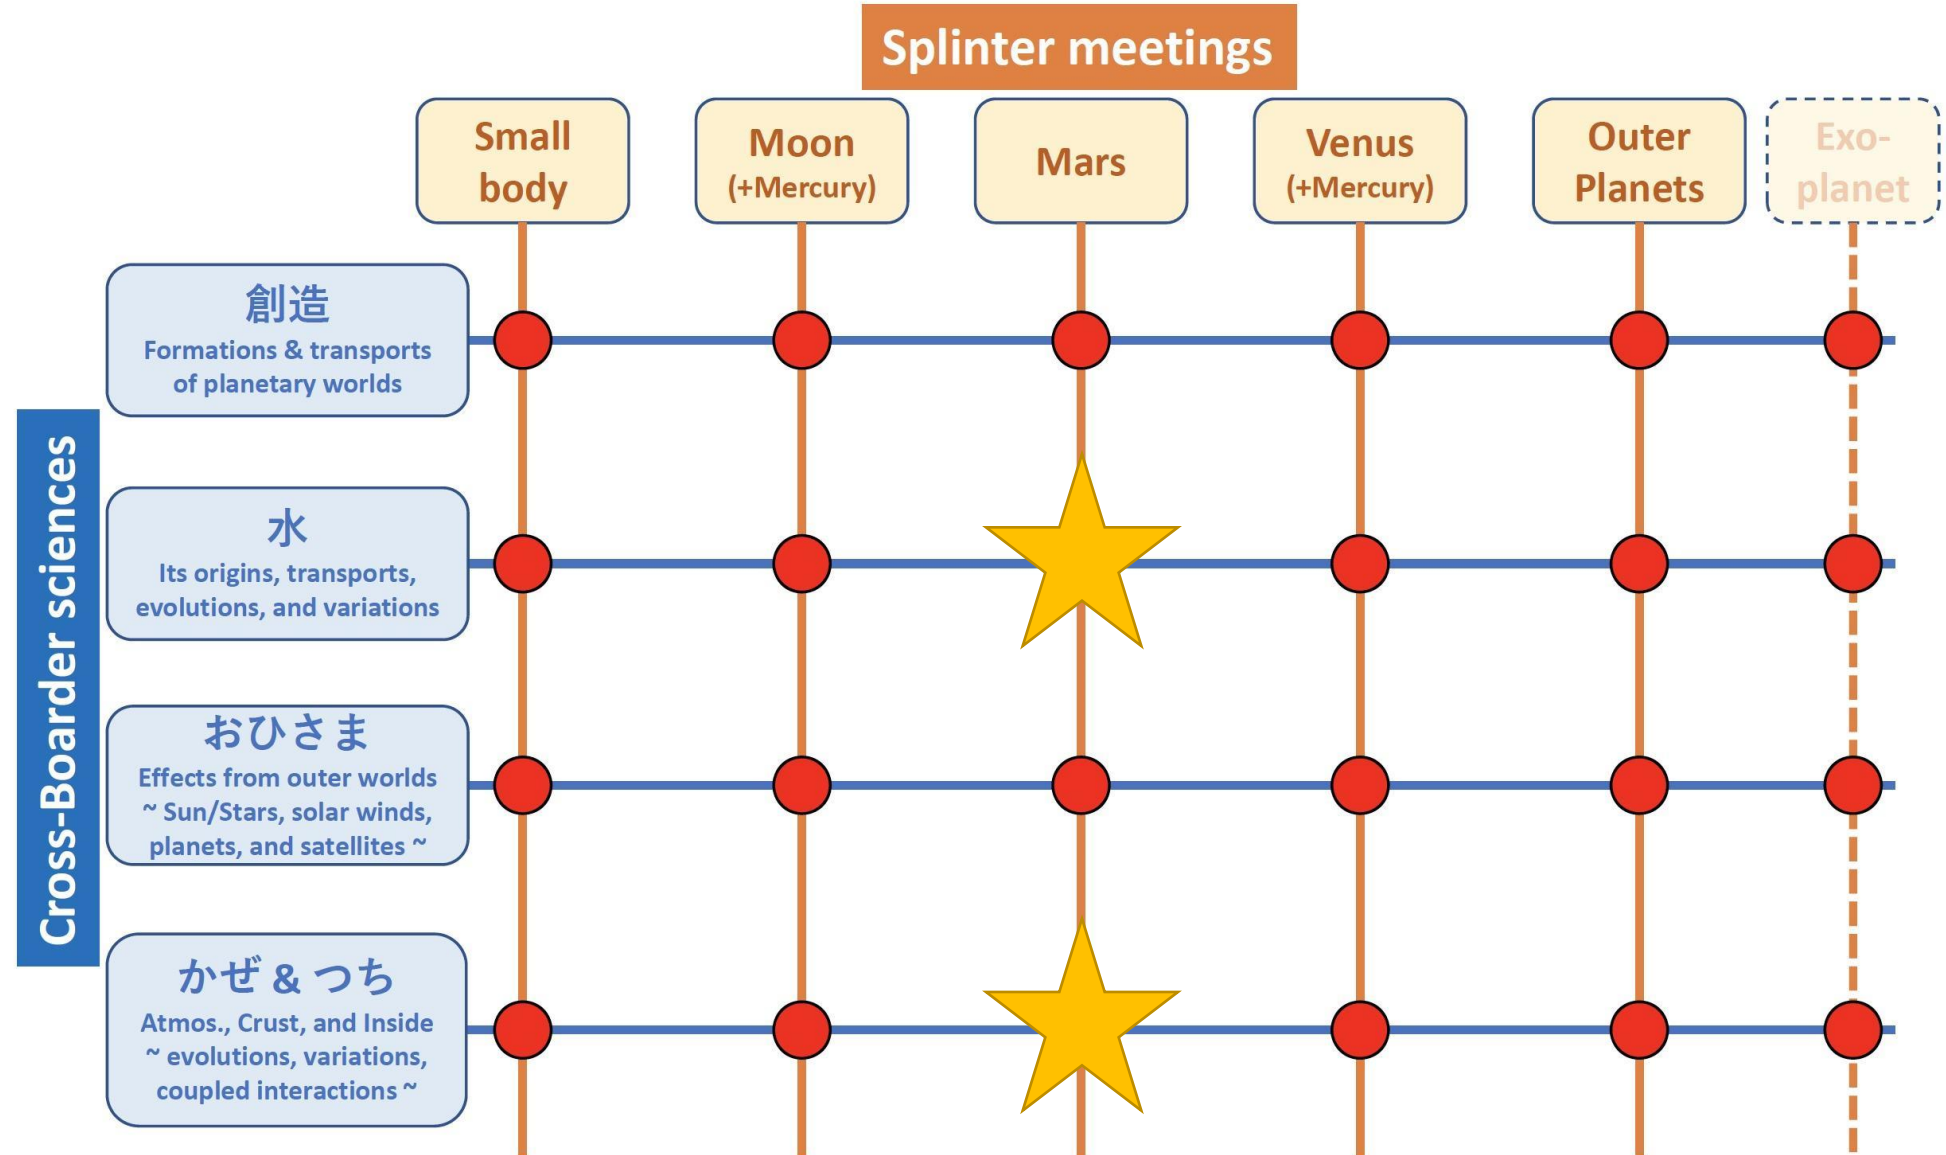 Splinter meetings
Small
body
Moon
(+Mercury)
Mars
Venus
(+Mercury)
Outer
Planets
Exo-
planet
Cross-Boarder sciences
創造
Formations & transports
of planetary worlds
水
Its origins, transports,
evolutions, and variations
おひさま
Effects from outer worlds
~ Sun/Stars, solar winds,
planets, and satellites ~
かぜ & つち
Atmos., Crust, and Inside
~ evolutions, variations,
coupled interactions ~